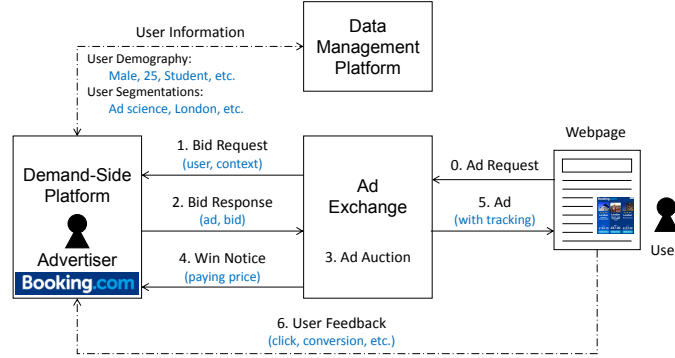 User Information
Data
Management
Platform
User Demography:
Male, 25, Student, etc.
User Segmentations:
Ad science, London, etc.
Webpage
1. Bid Request
(user, context)
0. Ad Request
Demand-Side
Platform
Ad
Exchange
2. Bid Response
(ad, bid)
5. Ad
(with tracking)
Advertiser
Booking.com
4. Win Notice
(paying price)
3. Ad Auction
Use
6. User Feedback
(click, conversion, etc.)